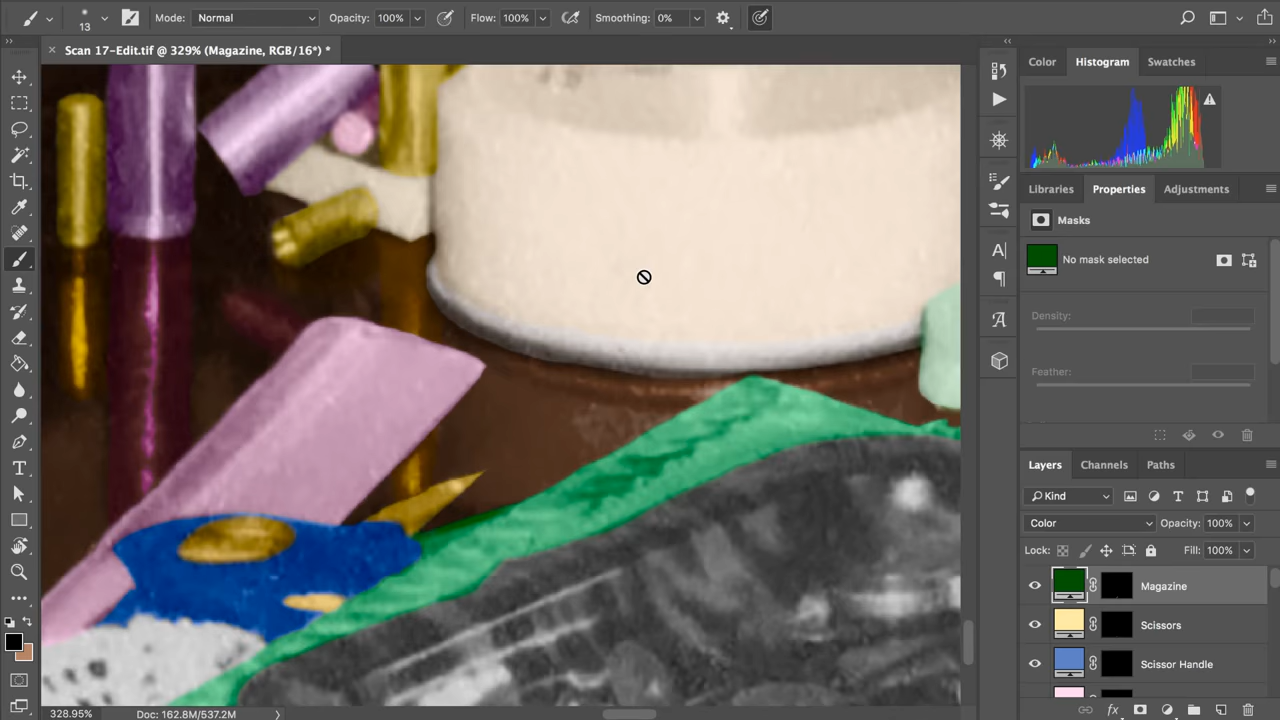 13
Mode: Normal
Opacity: 100%
Flow: 100%
Smoothing: 0%
× Scan 17-Edit.tif @ 329% (Magazine, RGB/16*) *
Color Histogram Swatches
Libraries Properties Adjustments
Masks
No mask selected
Density:
Feather:
Layers Channels Paths
Kind
Color
Opacity: 100%
Lock:
Fill: 100%
Magazine
Scissors
Scissor Handle
fx
328.95%
Doc: 162.8M/537.2M